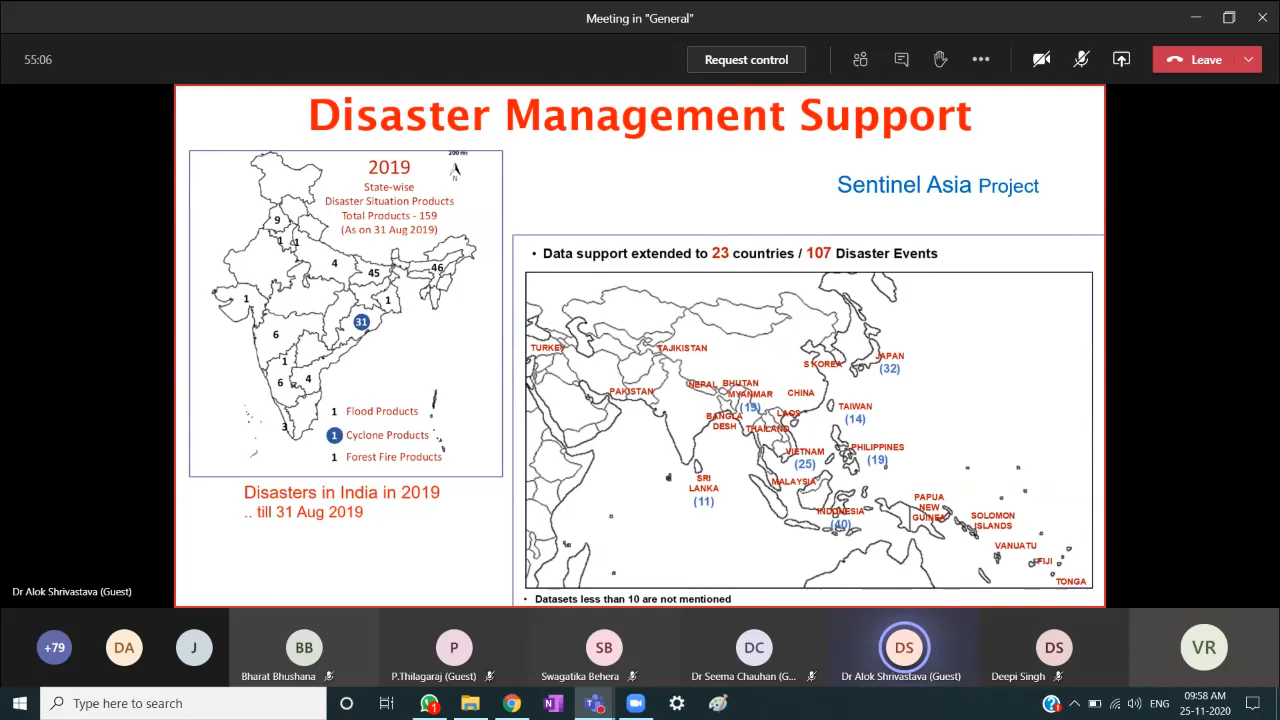 Meeting in "General"
55:06
Request control
Leave
Disaster Management Support
200 mi
N
2019
State-wise
Disaster Situation Products
Total Products - 159
(As on 31 Aug 2019)
9
1
1
4
45
46
1
1
31
6
1
6
4
3
1 Flood Products
1 Cyclone Products
1 Forest Fire Products
Disasters in India in 2019
.. till 31 Aug 2019
Sentinel Asia Project
• Data support extended to 23 countries / 107 Disaster Events
TURKEY
TAJIKISTAN
S KOREA
JAPAN
(32)
PAKISTAN
NEPAL
BHUTAN
MYANMAR
(19)
CHINA
TAIWAN
(14)
BANGLA
DESH
LAOS
THAILAND
VIETNAM
(25)
PHILIPPINES
(19)
SRI
LANKA
(11)
MALAYSIA
INDONESIA
(40)
PAPUA
NEW
GUINEA
SOLOMON
ISLANDS
VANUATU
FIJI
TONGA
• Datasets less than 10 are not mentioned
Dr Alok Shrivastava (Guest)
+79
DA
J
BB
Bharat Bhushana
P
P.Thilagaraj (Guest)
SB
Swagatika Behera
DC
Dr Seema Chauhan (G...
DS
Dr Alok Shrivastava (Guest)
DS
Deepi Singh
VR
Type here to search
1
N
ENG
09:58 AM
25-11-2020